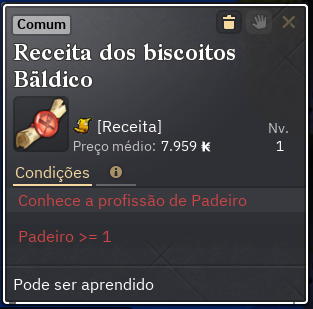 Comum
Receita dos biscoitos
Bäldico
[Receita]
Preço médio: 7.959 K
Nv.
1
Condições
Conhece a profissão de Padeiro
Padeiro >= 1
Pode ser aprendido